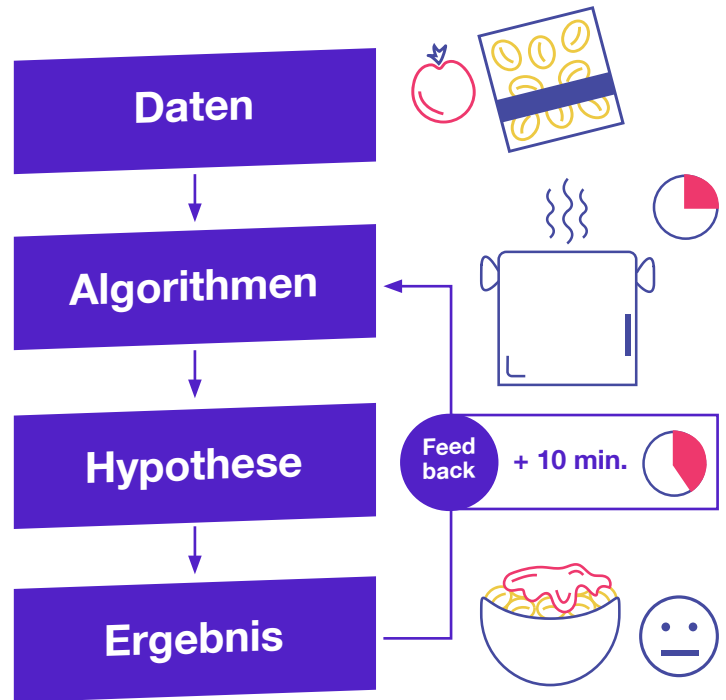 Daten
Algorithmen
Hypothese
Feed
back
+ 10 min.
Ergebnis